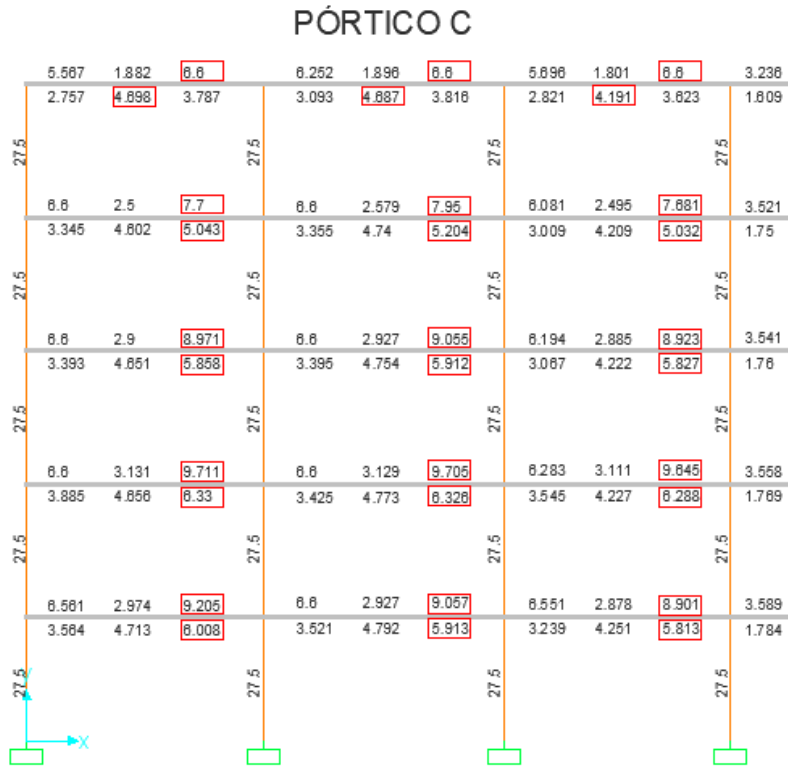 PÓRTICO C
5.567 1.882 6.6 6.252 1.896 6.6 5.696 1.801 6.6 3.236
2.757 4.698 3.787 3.093 4.687 3.816 2.821 4.191 3.623 1.609
27.5 27.5 27.5 27.5
6.6 2.5 7.7 6.6 2.579 7.95 6.081 2.495 7.681 3.521
3.345 4.602 5.043 3.355 4.74 5.204 3.009 4.209 5.032 1.75
27.5 27.5 27.5 27.5
6.6 2.9 8.971 6.6 2.927 9.055 6.194 2.885 8.923 3.541
3.393 4.651 5.858 3.395 4.754 5.912 3.067 4.222 5.827 1.76
27.5 27.5 27.5 27.5
6.6 3.131 9.711 6.6 3.129 9.705 6.283 3.111 9.645 3.558
3.885 4.656 6.33 3.425 4.773 6.326 3.545 4.227 6.288 1.769
27.5 27.5 27.5 27.5
6.561 2.974 9.205 6.6 2.927 9.057 6.551 2.878 8.901 3.589
3.564 4.713 6.008 3.521 4.792 5.913 3.239 4.251 5.813 1.784
27.5 27.5 27.5 27.5
Y
X